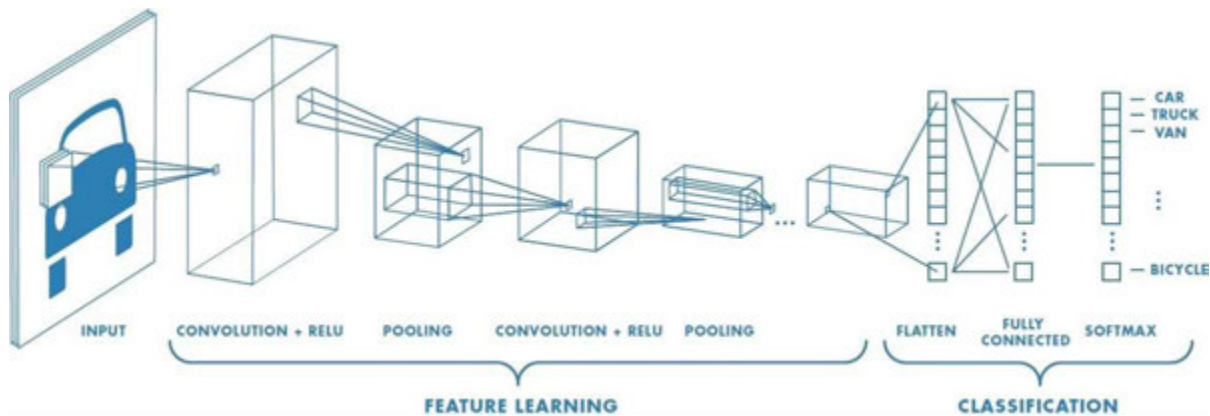 CAR
TRUCK
VAN
BICYCLE
INPUT
CONVOLUTION + RELU
POOLING
CONVOLUTION + RELU
POOLING
FLATTEN
FULLY
CONNECTED
SOFTMAX
FEATURE LEARNING
CLASSIFICATION